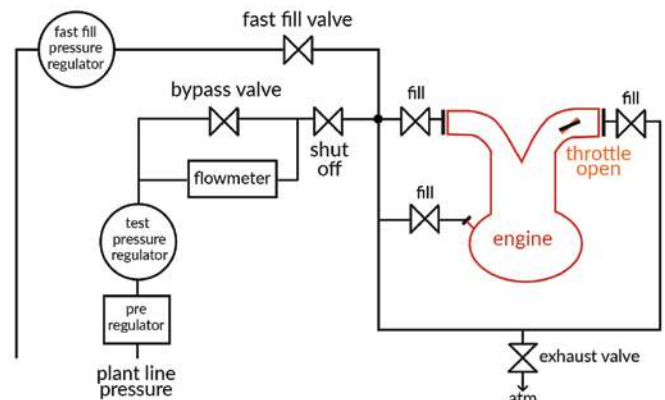 fast fill
pressure
regulator
fast fill valve
bypass valve
fill
fill
shut
off
throttle
open
flowmeter
fill
test
pressure
regulator
engine
pre
regulator
exhaust valve
plant line
pressure
atm